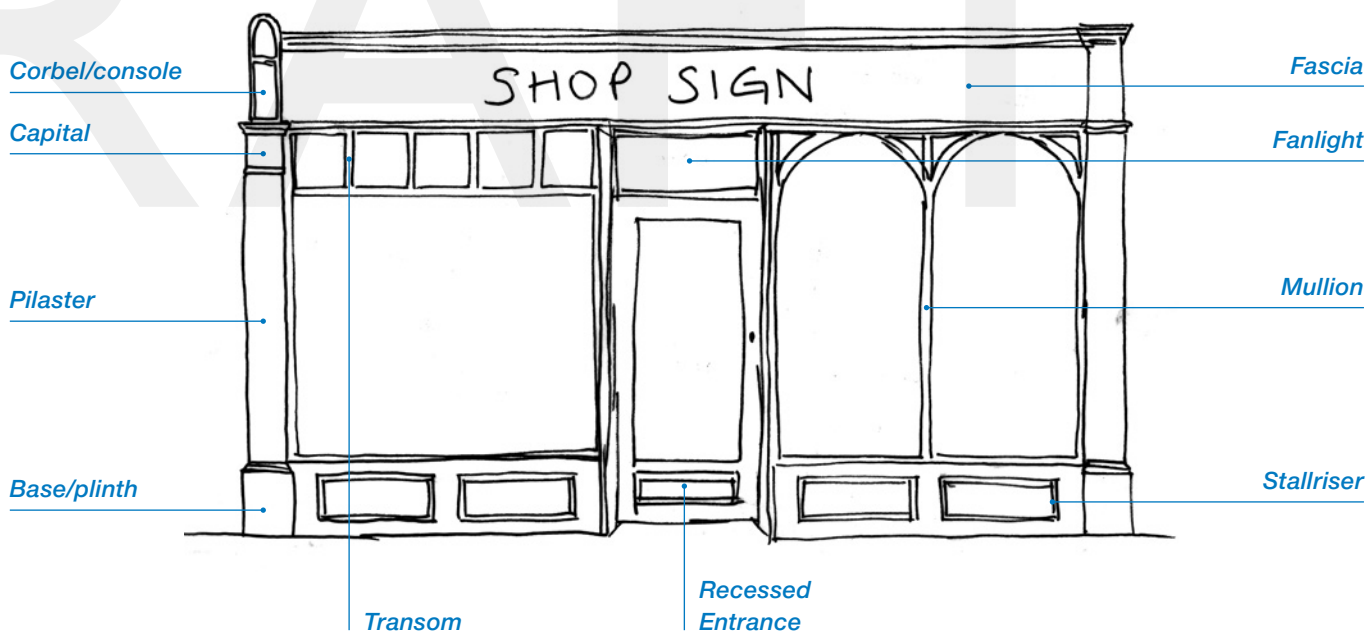 SHOP SIGN
Corbel/console
Fascia
Capital
Fanlight
Pilaster
Mullion
Base/plinth
Stallriser
Transom
Recessed
Entrance